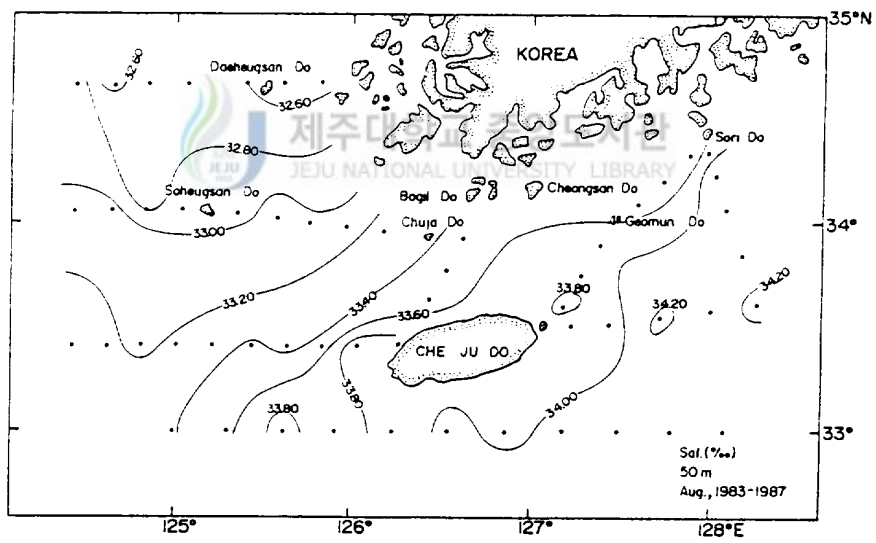 35°N
KOREA
32.80
Daeheugsan Do
32.60
제주대학교 중앙도서관
JEJU NATIONAL UNIVERSITY LIBRARY
JEJU
1952
Sori Do
32.80
Soheugsan Do
Bogil Do
Cheongsan Do
Chuja Do
Geomun Do
34°
33.00
33.20
33.40
33.60
33.80
34.20
34.20
CHE JU DO
33.80
33.80
34.00
33°
Sal.(‰)
50 m
Aug., 1983-1987
125°
126°
127°
128°E